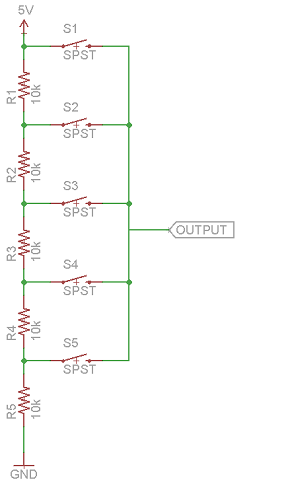 5V
S1
SPST
R1
10k
S2
SPST
R2
10k
S3
SPST
OUTPUT
R3
10k
S4
SPST
R4
10k
S5
SPST
R5
10k
GND